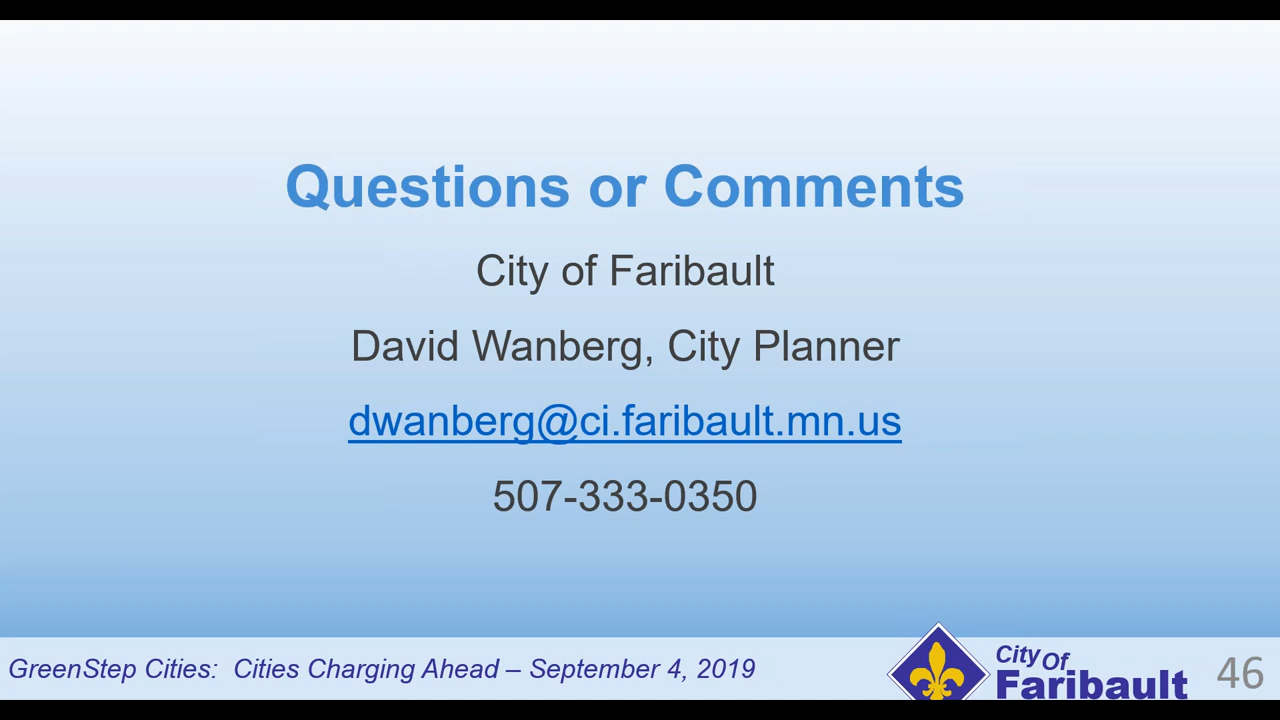 Questions or Comments
City of Faribault
David Wanberg, City Planner
dwanberg@ci.faribault.mn.us
507-333-0350
GreenStep Cities:  Cities Charging Ahead – September 4, 2019
City Of
Faribault
46